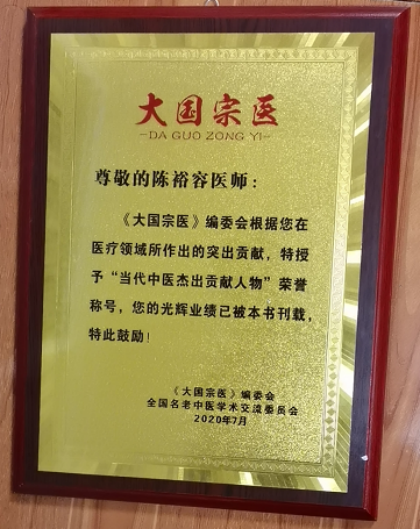 大国宗医
-DA GUO ZONG YI-
尊敬的陈裕容医师：
《大国宗医》编委会根据您在
医疗领域所作出的突出贡献，特授
予“当代中医杰出贡献人物”荣誉
称号，您的光辉业绩已被本书刊载，
特此鼓励！
《大国宗医》编委会
全国名老中医学术交流委员会
2020年7月